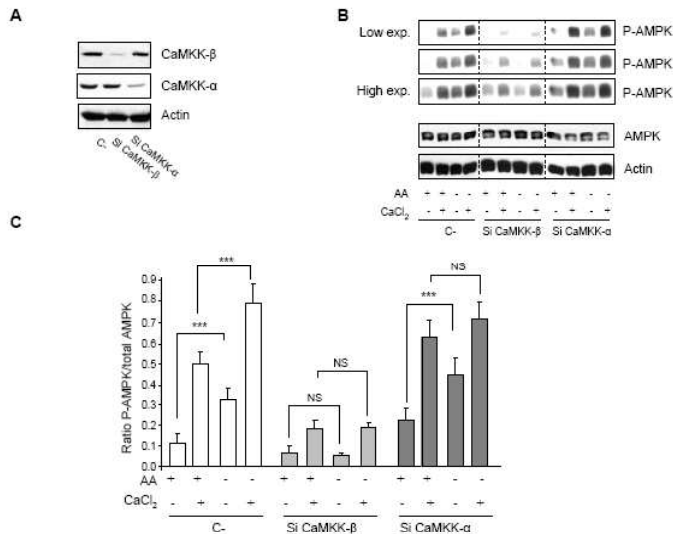 A
CaMKK-β
CaMKK-α
Actin
C-
Si CaMKK-β
Si CaMKK-α
B
Low exp.
P-AMPK
P-AMPK
High exp.
P-AMPK
AMPK
Actin
AA + + - - + + - - + + - -
CaCl2 - + - + - + - + - + - +
C- Si CaMKK-β Si CaMKK-α
C
Ratio P-AMPK/total AMPK
0.9
0.8
0.7
0.6
0.5
0.4
0.3
0.2
0.1
0.0
***
***
NS
NS
***
NS
AA + + - - + + - - + + - -
CaCl2 - + - + - + - + - + - +
C- Si CaMKK-β Si CaMKK-α